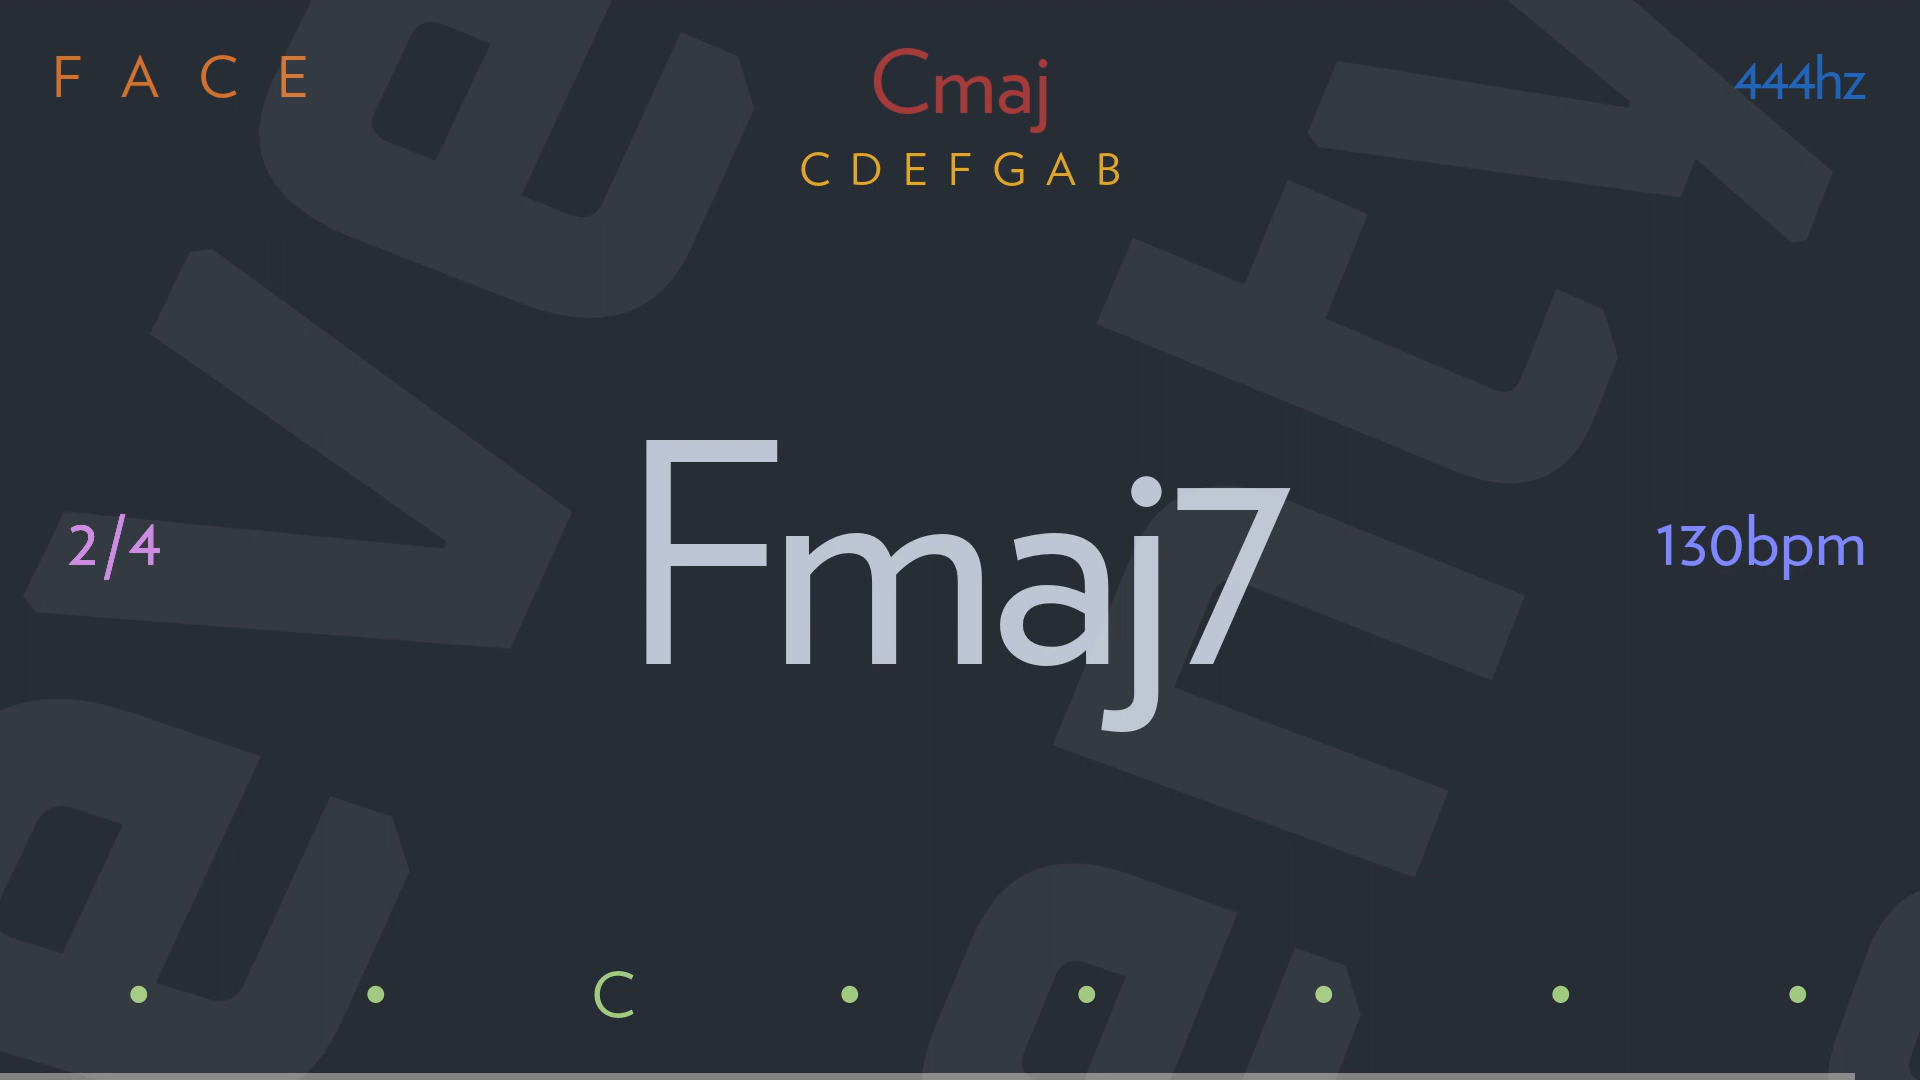 F A C E
Cmaj
444hz
C D E F G A B
2/4
Fmaj7
130bpm
C